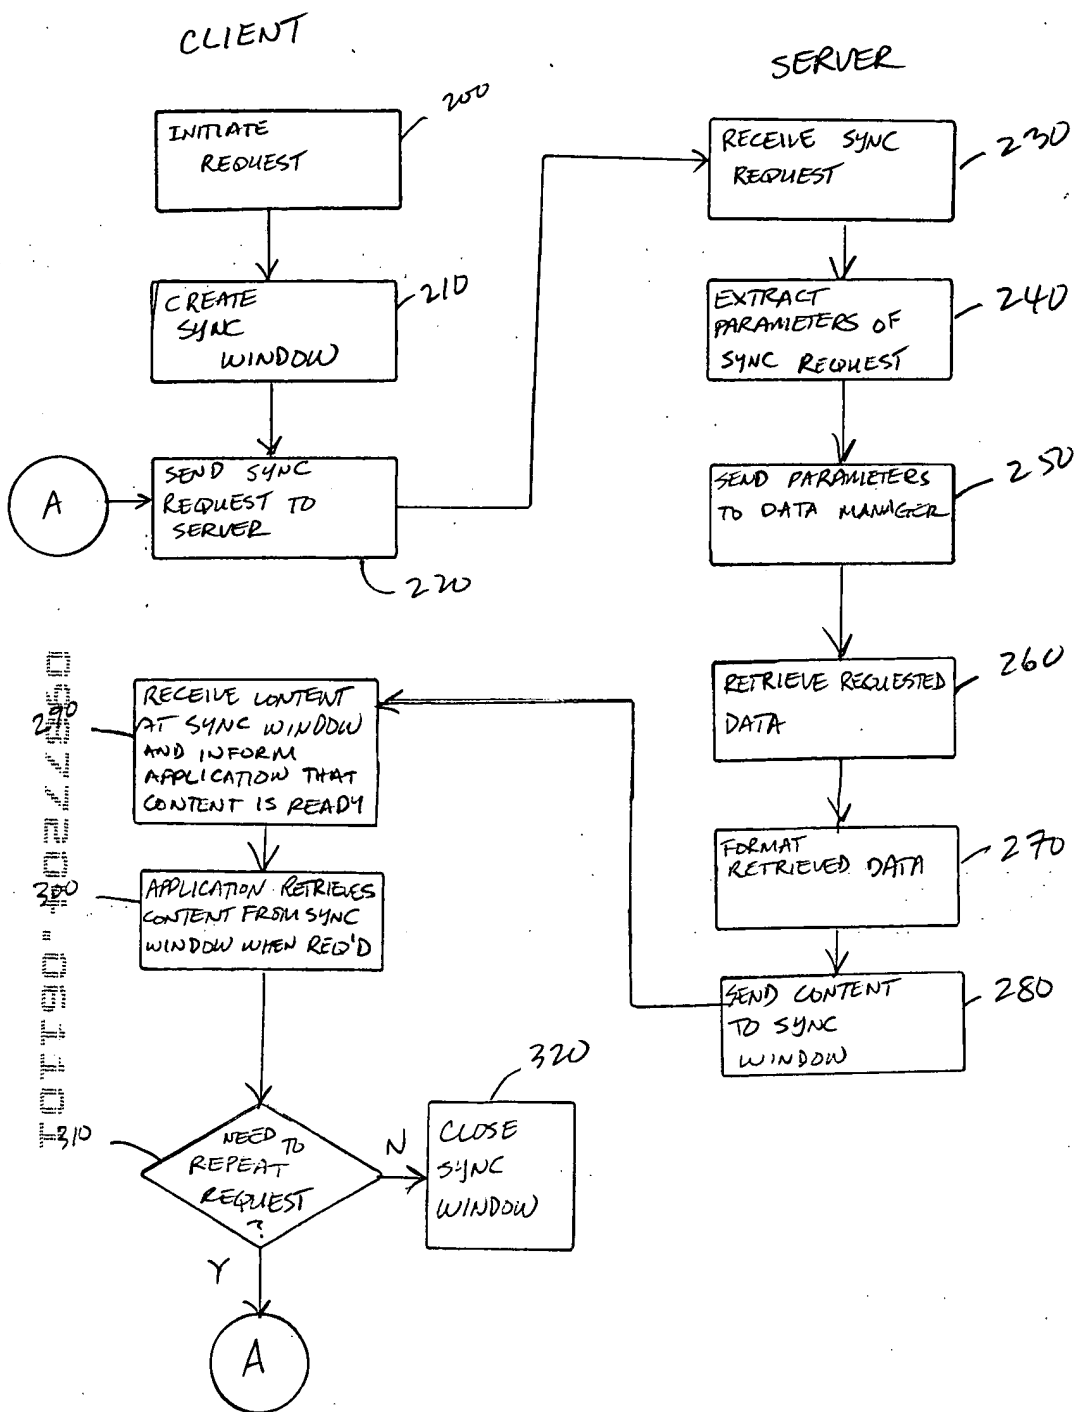 CLIENT
INITIATE
REQUEST
200
CREATE
SYNC
WINDOW
210
A
SEND SYNC
REQUEST TO
SERVER
220
SERVER
RECEIVE SYNC
REQUEST
230
EXTRACT
PARAMETERS OF
SYNC REQUEST
240
SEND PARAMETERS
TO DATA MANAGER
250
RETRIEVE REQUESTED
DATA
260
FORMAT
RETRIEVED DATA
270
SEND CONTENT
TO SYNC
WINDOW
280
RECEIVE CONTENT
AT SYNC WINDOW
AND INFORM
APPLICATION THAT
CONTENT IS READY
290
APPLICATION RETRIEVES
CONTENT FROM SYNC
WINDOW WHEN REQ'D
300
NEED TO
REPEAT
REQUEST
?
310
N
CLOSE
SYNC
WINDOW
320
Y
A